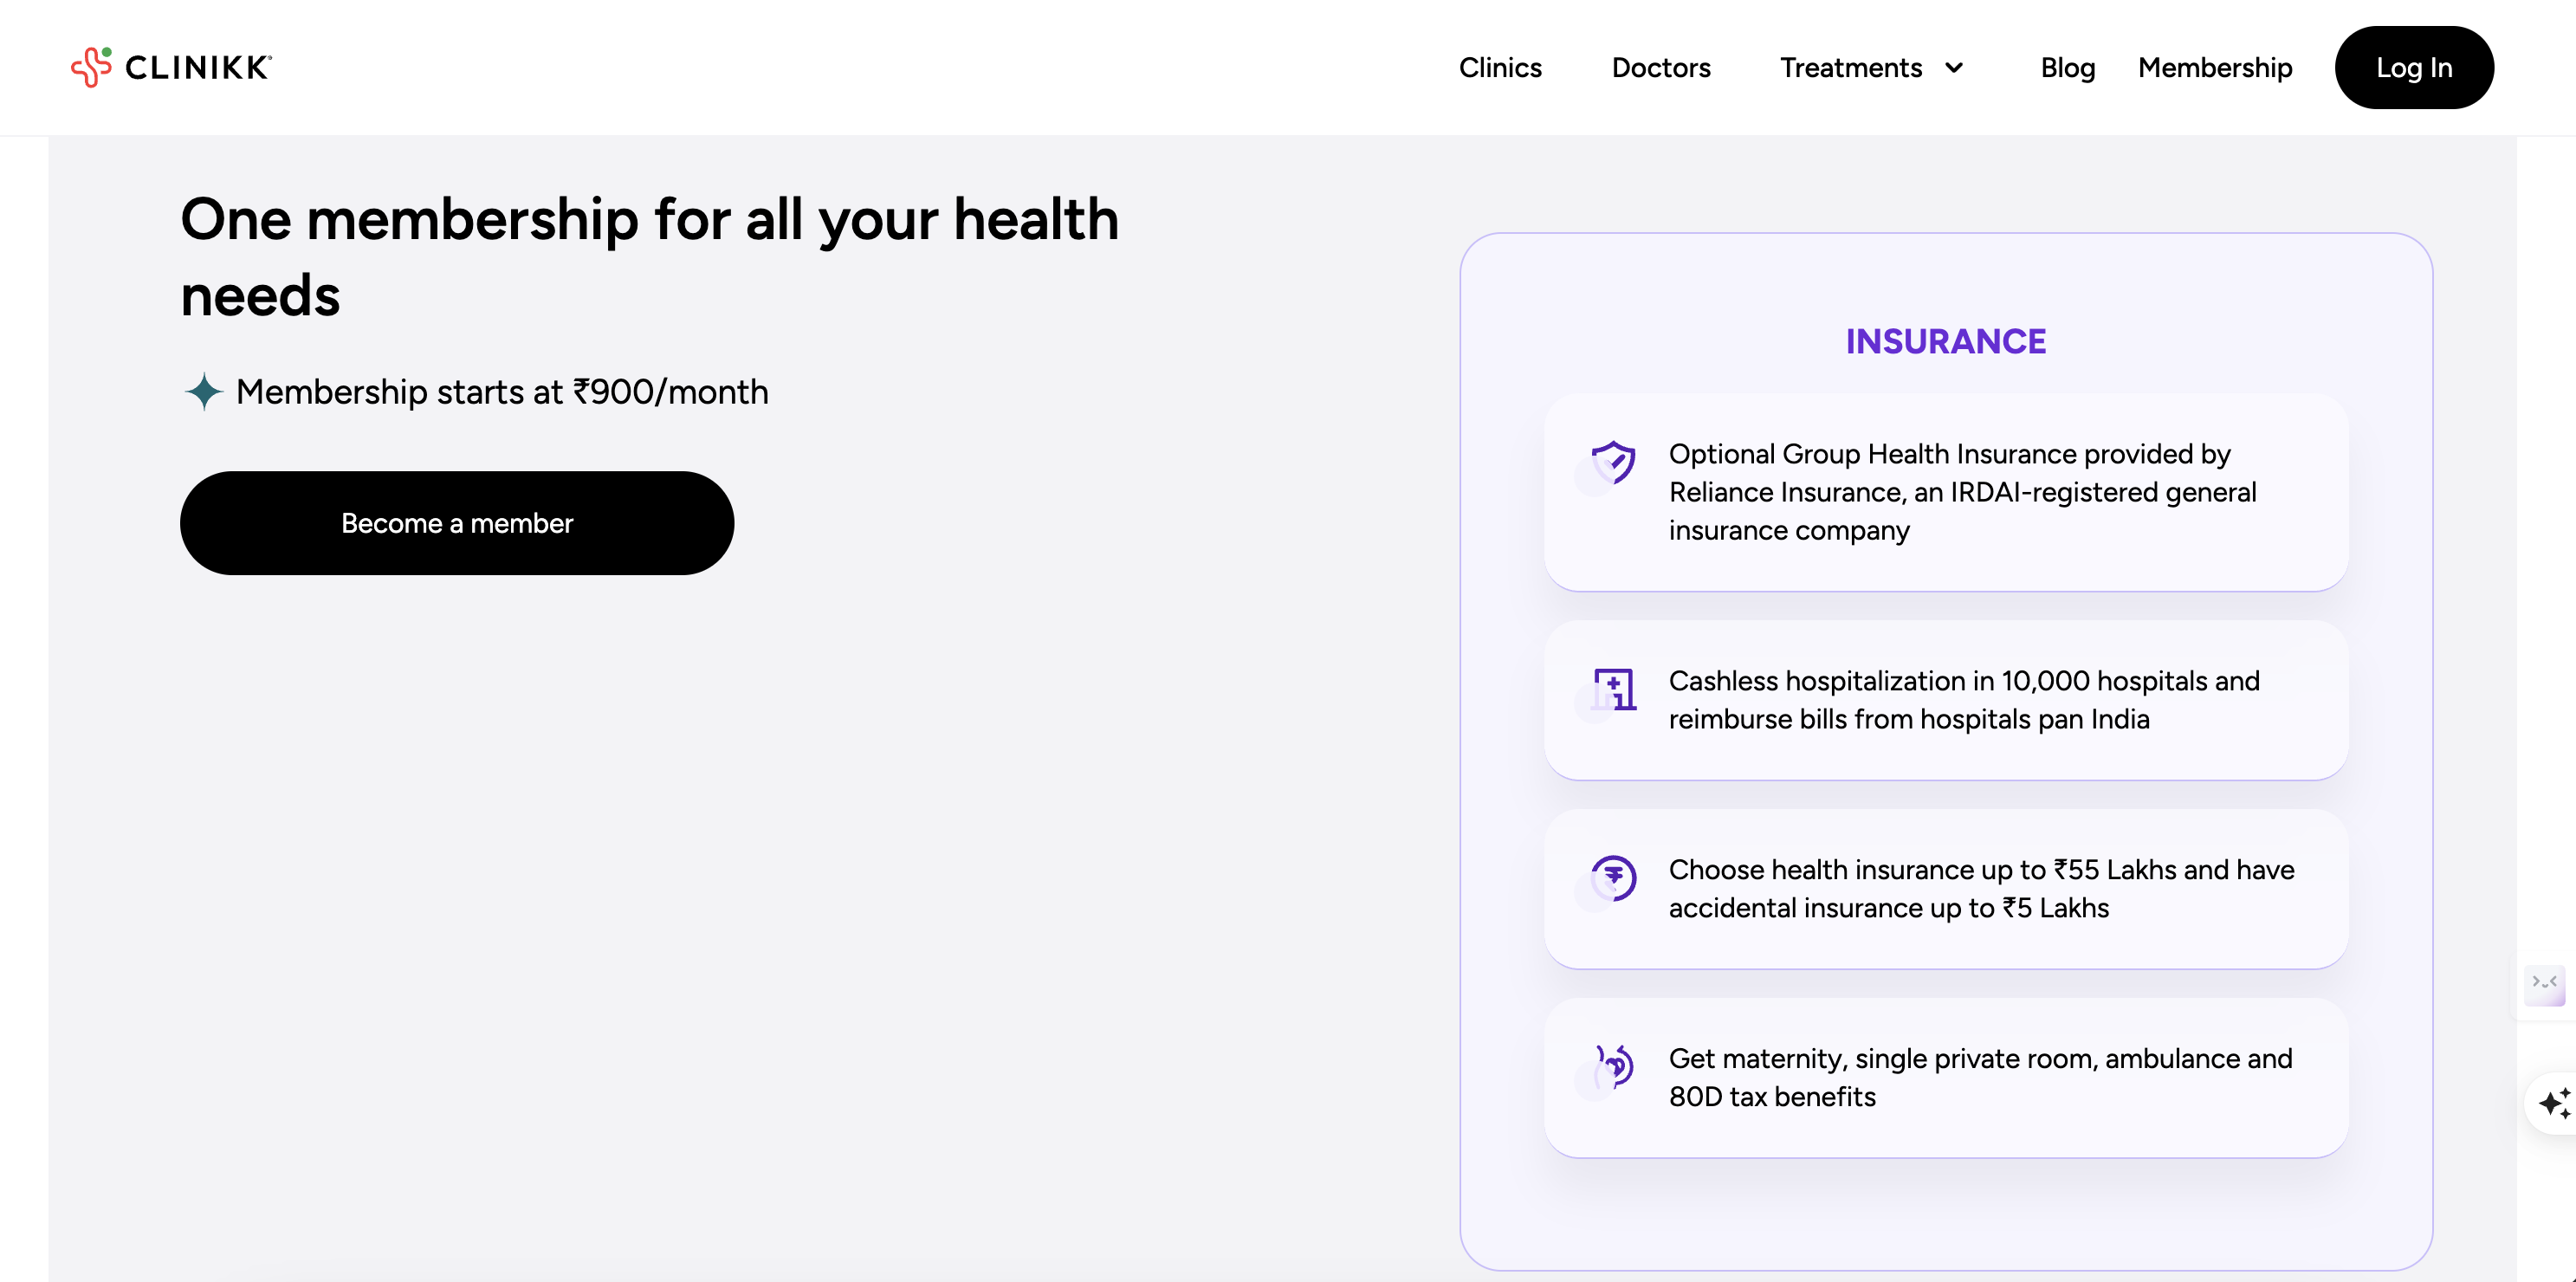 CLINIKK
Clinics
Doctors
Treatments
Blog
Membership
Log In
One membership for all your health
needs
Membership starts at ₹900/month
Become a member
INSURANCE
Optional Group Health Insurance provided by
Reliance Insurance, an IRDAI-registered general
insurance company
Cashless hospitalization in 10,000 hospitals and
reimburse bills from hospitals pan India
Choose health insurance up to ₹55 Lakhs and have
accidental insurance up to ₹5 Lakhs
Get maternity, single private room, ambulance and
80D tax benefits